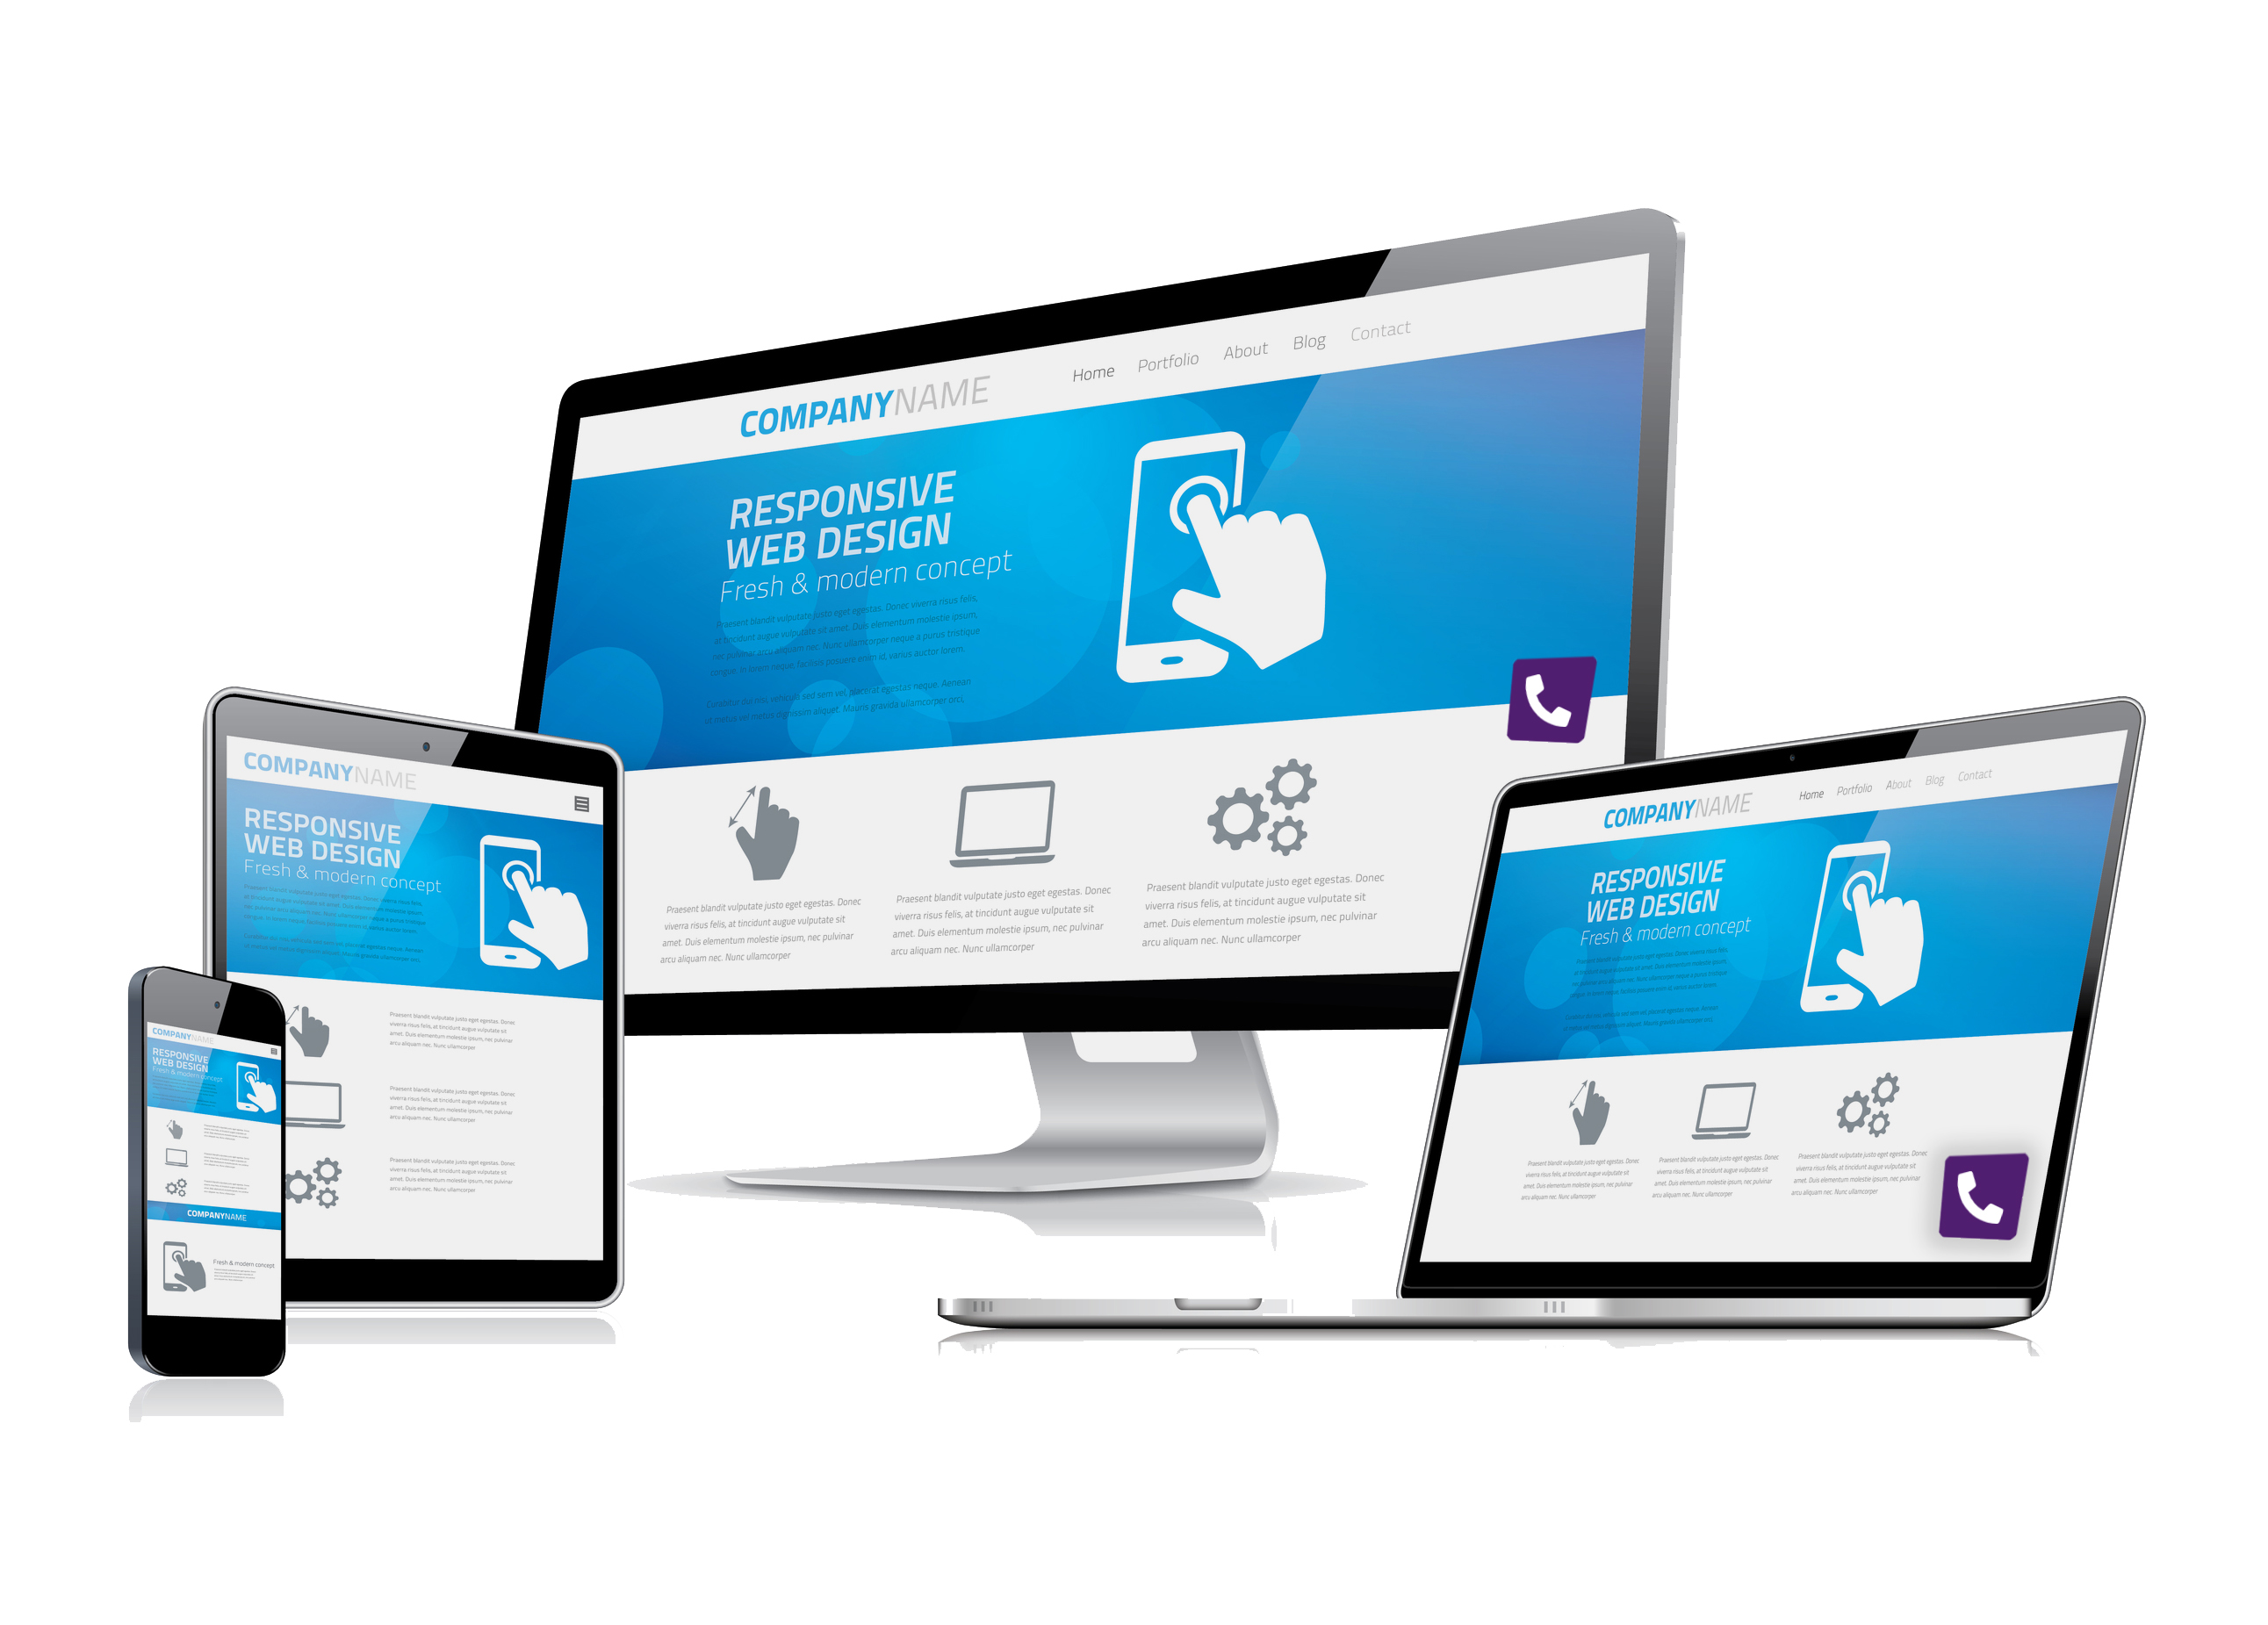 COMPANYNAME
Home Portfolio About Blog Contact
RESPONSIVE
WEB DESIGN
Fresh & modern concept
Praesent blandit vulputate justo eget egestas. Donec viverra risus felis,
at tincidunt augue vulputate sit amet. Duis elementum molestie ipsum,
nec pulvinar arcu aliquam nec. Nunc ullamcorper neque a purus tristique
congue. In lorem neque facilisis posuere enim id, varius auctor lorem.
Curabitur dui nisi, vehicula sed sem vel, placerat egestas neque. Aenean
ut metus vel metus dignissim aliquet. Mauris gravida ullamcorper orci.
Praesent blandit vulputate justo eget egestas. Donec
viverra risus felis, at tincidunt augue vulputate sit
amet. Duis elementum molestie ipsum, nec pulvinar
arcu aliquam nec. Nunc ullamcorper
Praesent blandit vulputate justo eget egestas. Donec
viverra risus felis, at tincidunt augue vulputate sit
amet. Duis elementum molestie ipsum, nec pulvinar
arcu aliquam nec. Nunc ullamcorper
Praesent blandit vulputate justo eget egestas. Donec
viverra risus felis, at tincidunt augue vulputate sit
amet. Duis elementum molestie ipsum, nec pulvinar
arcu aliquam nec. Nunc ullamcorper
COMPANYNAME
RESPONSIVE
WEB DESIGN
Fresh & modern concept
Praesent blandit vulputate justo eget egestas. Donec
viverra risus felis, at tincidunt augue vulputate sit
amet. Duis elementum molestie ipsum, nec pulvinar
arcu aliquam nec. Nunc ullamcorper
Praesent blandit vulputate justo eget egestas. Donec
viverra risus felis, at tincidunt augue vulputate sit
amet. Duis elementum molestie ipsum, nec pulvinar
arcu aliquam nec. Nunc ullamcorper
Praesent blandit vulputate justo eget egestas. Donec
viverra risus felis, at tincidunt augue vulputate sit
amet. Duis elementum molestie ipsum, nec pulvinar
arcu aliquam nec. Nunc ullamcorper
COMPANYNAME
RESPONSIVE
WEB DESIGN
Fresh & modern concept
COMPANYNAME
Fresh & modern concept
COMPANYNAME
Home Portfolio About Blog Contact
RESPONSIVE
WEB DESIGN
Fresh & modern concept
Praesent blandit vulputate justo eget egestas. Donec
viverra risus felis, at tincidunt augue vulputate sit
amet. Duis elementum molestie ipsum, nec pulvinar
arcu aliquam nec. Nunc ullamcorper
Praesent blandit vulputate justo eget egestas. Donec
viverra risus felis, at tincidunt augue vulputate sit
amet. Duis elementum molestie ipsum, nec pulvinar
arcu aliquam nec. Nunc ullamcorper
Praesent blandit vulputate justo eget egestas. Donec
viverra risus felis, at tincidunt augue vulputate sit
amet. Duis elementum molestie ipsum, nec pulvinar
arcu aliquam nec. Nunc ullamcorper